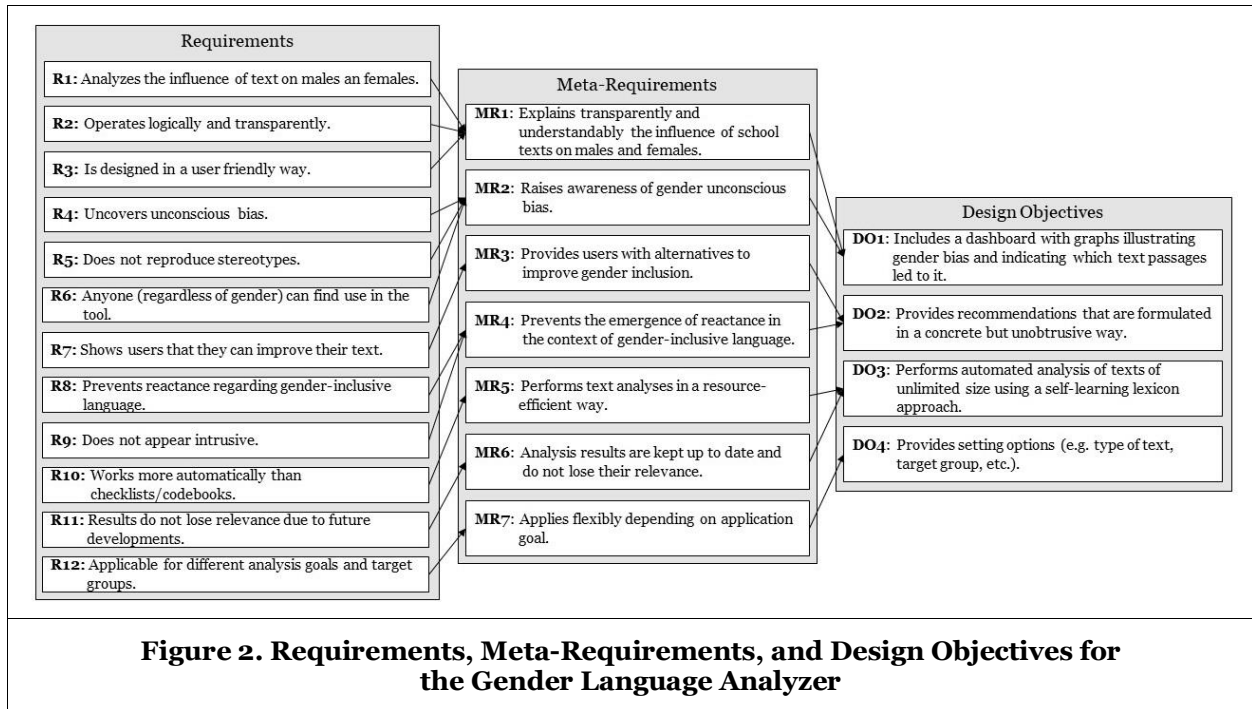 Requirements
R1: Analyzes the influence of text on males an females.
R2: Operates logically and transparently.
R3: Is designed in a user friendly way.
R4: Uncovers unconscious bias.
R5: Does not reproduce stereotypes.
R6: Anyone (regardless of gender) can find use in the
tool.
R7: Shows users that they can improve their text.
R8: Prevents reactance regarding gender-inclusive
language.
R9: Does not appear intrusive.
R10: Works more automatically than
checklists/codebooks.
R11: Results do not lose relevance due to future
developments.
R12: Applicable for different analysis goals and target
groups.
Meta-Requirements
MR1: Explains transparently and
understandably the influence of school
texts on males and females.
MR2: Raises awareness of gender unconscious
bias.
MR3: Provides users with alternatives to
improve gender inclusion.
MR4: Prevents the emergence of reactance in
the context of gender-inclusive language.
MR5: Performs text analyses in a resource-
efficient way.
MR6: Analysis results are kept up to date and
do not lose their relevance.
MR7: Applies flexibly depending on application
goal.
Design Objectives
DO1: Includes a dashboard with graphs illustrating
gender bias and indicating which text passages
led to it.
DO2: Provides recommendations that are formulated
in a concrete but unobtrusive way.
DO3: Performs automated analysis of texts of
unlimited size using a self-learning lexicon
approach.
DO4: Provides setting options (e.g. type of text,
target group, etc.).
Figure 2. Requirements, Meta-Requirements, and Design Objectives for
the Gender Language Analyzer